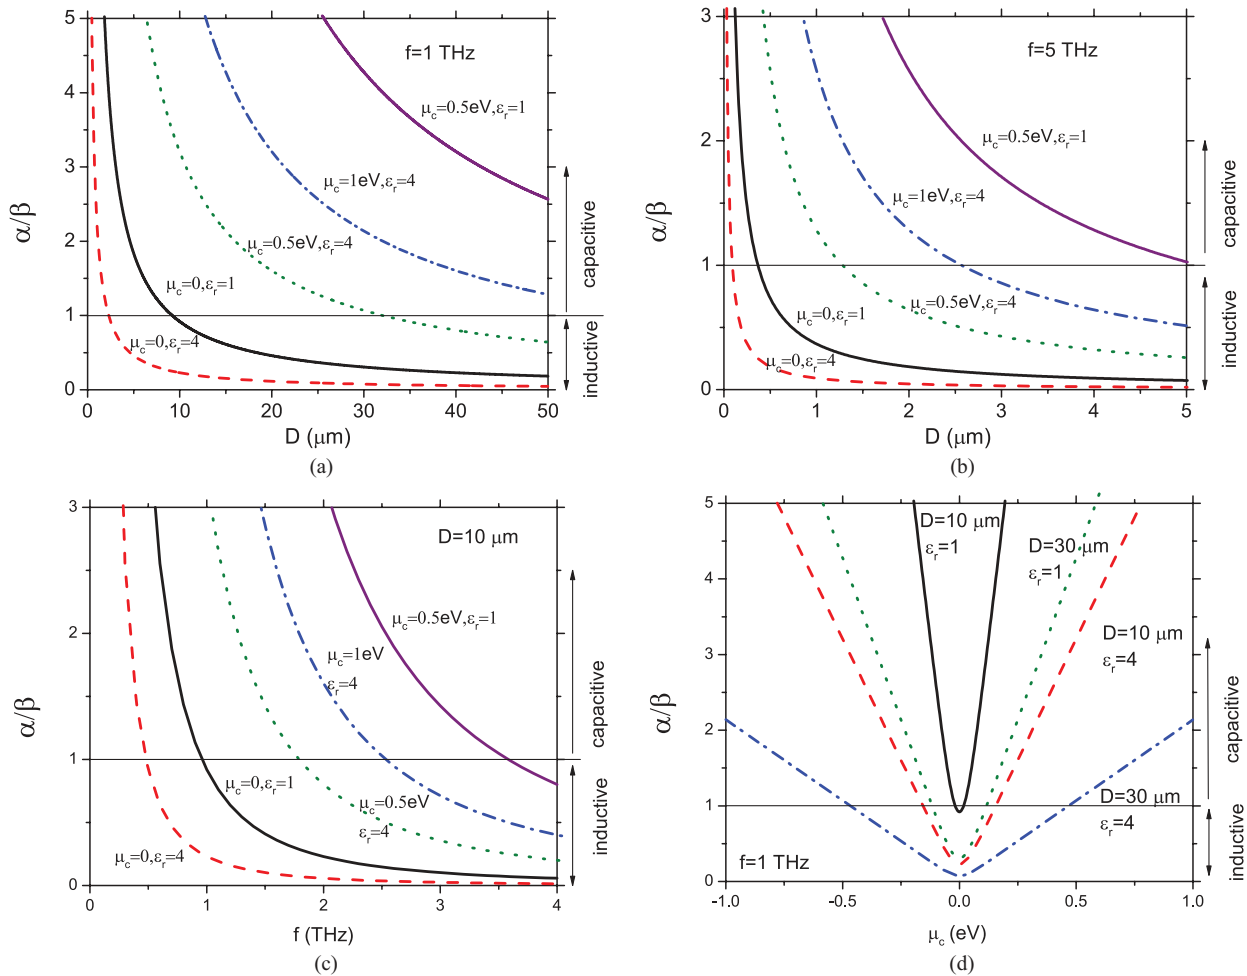 f=1 THz
5
4
3
2
1
0
α/β
μc=0.5eV,εr=1
μc=1eV,εr=4
μc=0.5eV,εr=4
μc=0,εr=1
μc=0,εr=4
capacitive
inductive
0 10 20 30 40 50
D (μm)
(a)
f=5 THz
3
2
1
0
α/β
μc=0.5eV,εr=1
μc=1eV,εr=4
μc=0.5eV,εr=4
μc=0,εr=1
μc=0,εr=4
capacitive
inductive
0 1 2 3 4 5
D (μm)
(b)
D=10 μm
3
2
1
0
α/β
μc=0.5eV,εr=1
μc=1eV
εr=4
μc=0,εr=1
μc=0.5eV
εr=4
μc=0,εr=4
capacitive
inductive
0 1 2 3 4
f (THz)
(c)
5
4
3
2
1
0
α/β
D=10 μm
εr=1
D=30 μm
εr=1
D=10 μm
εr=4
D=30 μm
εr=4
f=1 THz
capacitive
inductive
-1.0 -0.5 0.0 0.5 1.0
μc (eV)
(d)